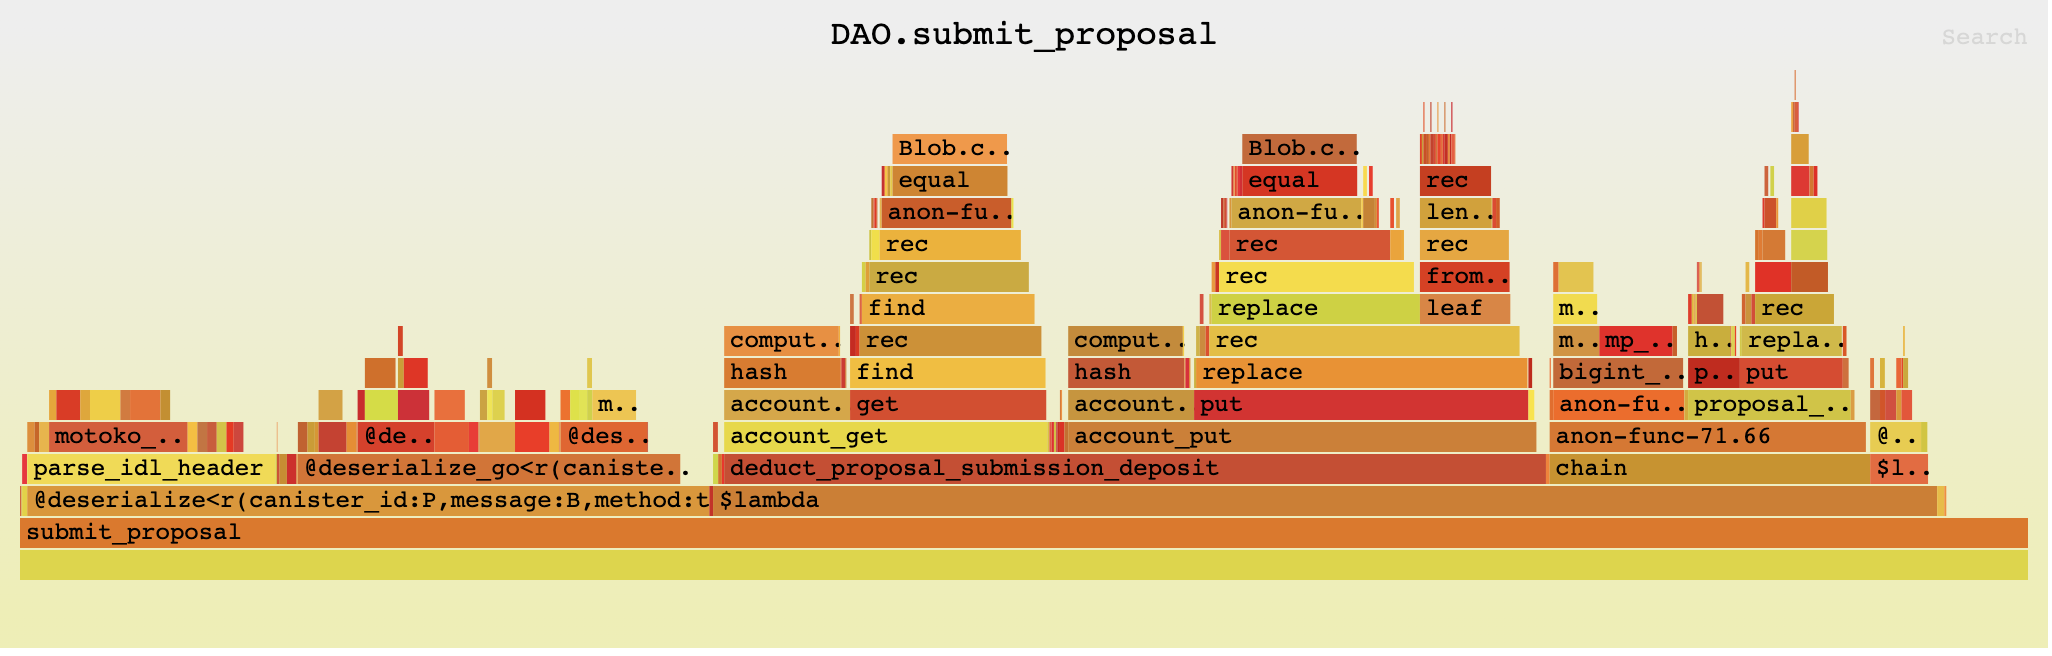 DAO.submit_proposal
Search
Blob.c.. Blob.c..
equal equal rec
anon-fu.. anon-fu.. len..
rec rec rec
rec rec from..
find replace leaf m.. rec
comput.. rec comput.. rec m.. mp_.. h.. repla..
hash find hash replace bigint_.. p.. put
m.. account. get account. put anon-fu.. proposal_..
motoko_.. @de.. @des.. account_get account_put anon-func-71.66 @..
parse_idl_header @deserialize_go<r(caniste.. deduct_proposal_submission_deposit chain $l..
@deserialize<r(canister_id:P,message:B,method:t $lambda
submit_proposal